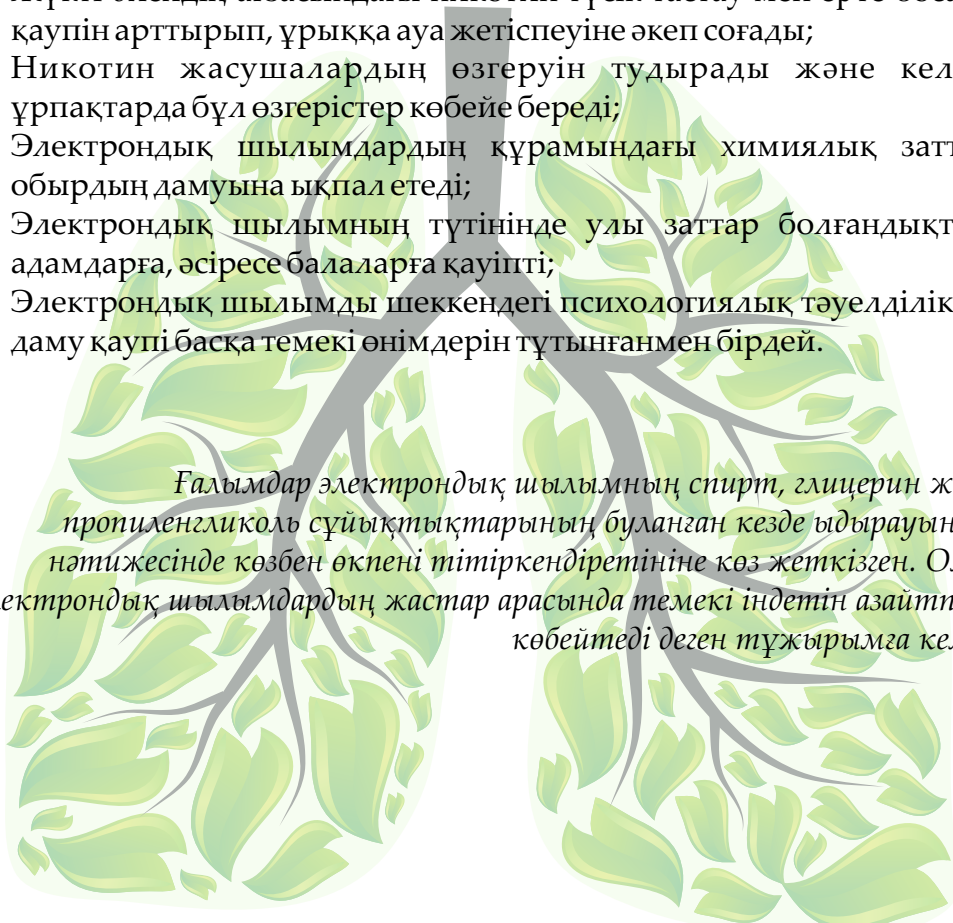 қаупін арттырып, ұрыққа ауа жетіспеуіне әкеп соғады;
Никотин жасушалардың өзгеруін тудырады және кел
ұрпақтарда бұл өзгерістер көбейе береді;
Электрондық шылымдардың құрамындағы химиялық затт
обырдың дамуына ықпал етеді;
Электрондық шылымның түтінінде улы заттар болғандықт
адамдарға, әсіресе балаларға қауіпті;
Электрондық шылымды шеккендегі психологиялық тәуелділік
даму қаупі басқа темекі өнімдерін тұтынғанмен бірдей.
Ғалымдар электрондық шылымның спирт, глицерин ж
пропиленгликоль сұйықтықтарының буланған кезде ыдырауын
нәтижесінде көзбен өкпені тітіркендіретініне көз жеткізген. Ол
ектрондық шылымдардың жастар арасында темекі індетін азайтп
көбейтеді деген тұжырымға кел